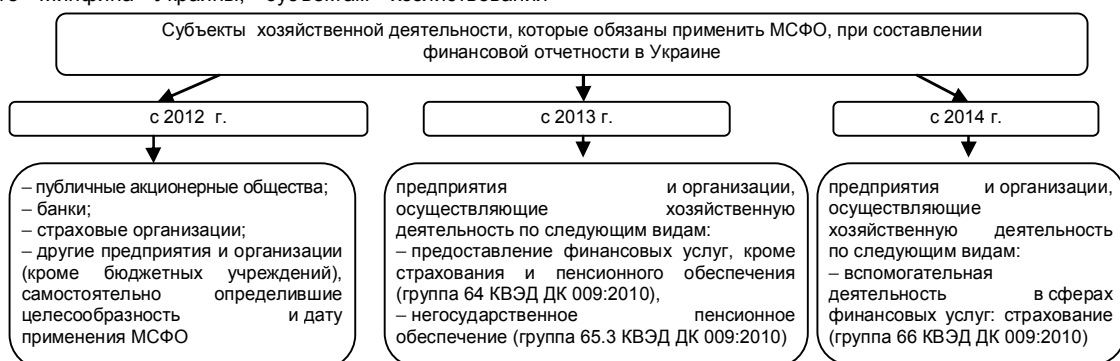 Минфина Украины, субъектам хозяйствования
Субъекты хозяйственной деятельности, которые обязаны применить МСФО, при составлении
финансовой отчетности в Украине
с 2012 г.
с 2013 г.
с 2014 г.
– публичные акционерные общества;
– банки;
– страховые организации;
– другие предприятия и организации
(кроме бюджетных учреждений),
самостоятельно определившие
целесообразность и дату
применения МСФО
предприятия и организации,
осуществляющие хозяйственную
деятельность по следующим видам:
– предоставление финансовых услуг, кроме
страхования и пенсионного обеспечения
(группа 64 КВЭД ДК 009:2010),
– негосударственное пенсионное
обеспечение (группа 65.3 КВЭД ДК 009:2010)
предприятия и организации,
осуществляющие
хозяйственную деятельность
по следующим видам:
– вспомогательная
деятельность в сферах
финансовых услуг: страхование
(группа 66 КВЭД ДК 009:2010)